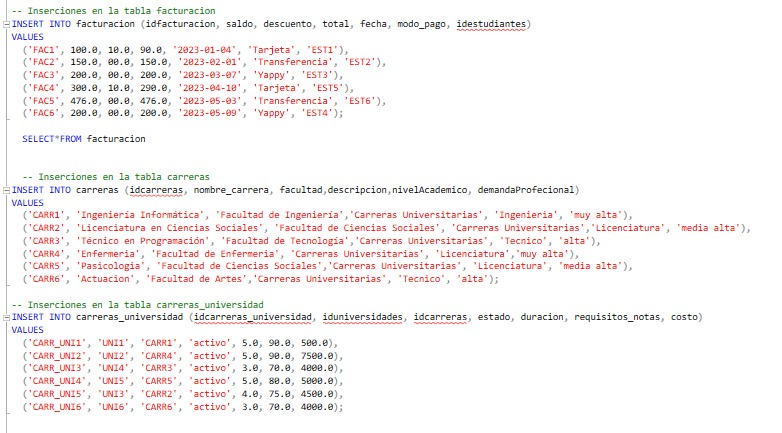 -- Inserciones en la tabla facturacion
INSERT INTO facturacion (idfacturacion, saldo, descuento, total, fecha, modo_pago, idestudiantes)
VALUES
('FAC1', 100.0, 10.0, 90.0, '2023-01-04', 'Tarjeta', 'EST1'),
('FAC2', 150.0, 00.0, 150.0, '2023-02-01', 'Transferencia', 'EST2'),
('FAC3', 200.0, 00.0, 200.0, '2023-03-07', 'Yappy', 'EST3'),
('FAC4', 300.0, 10.0, 290.0, '2023-04-10', 'Tarjeta', 'EST5'),
('FAC5', 476.0, 00.0, 476.0, '2023-05-03', 'Transferencia', 'EST6'),
('FAC6', 200.0, 00.0, 200.0, '2023-05-09', 'Yappy', 'EST4');
SELECT*FROM facturacion
-- Inserciones en la tabla carreras
INSERT INTO carreras (idcarreras, nombre_carrera, facultad,descripcion,nivelAcademico, demandaProfecional)
VALUES
('CARR1', 'Ingeniería Informática', 'Facultad de Ingeniería','Carreras Universitarias', 'Ingenieria', 'muy alta'),
('CARR2', 'Licenciatura en Ciencias Sociales', 'Facultad de Ciencias Sociales', 'Carreras Universitarias','Licenciatura', 'media alta'),
('CARR3', 'Técnico en Programación', 'Facultad de Tecnología','Carreras Universitarias', 'Tecnico', 'alta'),
('CARR4', 'Enfermeria', 'Facultad de Enfermeria', 'Carreras Universitarias', 'Licenciatura','muy alta'),
('CARR5', 'Pasicologia', 'Facultad de Ciencias Sociales','Carreras Universitarias', 'Licenciatura', 'media alta'),
('CARR6', 'Actuacion', 'Facultad de Artes','Carreras Universitarias', 'Tecnico', 'alta');
-- Inserciones en la tabla carreras_universidad
INSERT INTO carreras_universidad (idcarreras_universidad, iduniversidades, idcarreras, estado, duracion, requisitos_notas, costo)
VALUES
('CARR_UNI1', 'UNI1', 'CARR1', 'activo', 5.0, 90.0, 500.0),
('CARR_UNI2', 'UNI2', 'CARR4', 'activo', 5.0, 90.0, 7500.0),
('CARR_UNI3', 'UNI4', 'CARR3', 'activo', 3.0, 70.0, 4000.0),
('CARR_UNI4', 'UNI5', 'CARR5', 'activo', 5.0, 80.0, 5000.0),
('CARR_UNI5', 'UNI3', 'CARR2', 'activo', 4.0, 75.0, 4500.0),
('CARR_UNI6', 'UNI6', 'CARR6', 'activo', 3.0, 70.0, 4000.0);